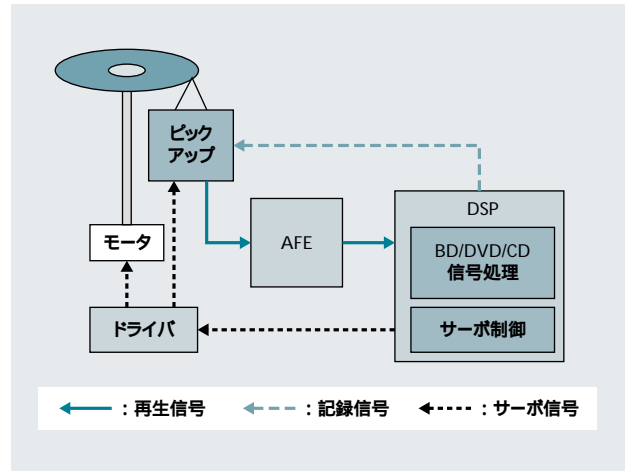 ピック
アップ
DSP
モータ
AFE
BD/DVD/CD
信号処理
ドライバ
サーボ制御
：再生信号 ：記録信号 ：サーボ信号